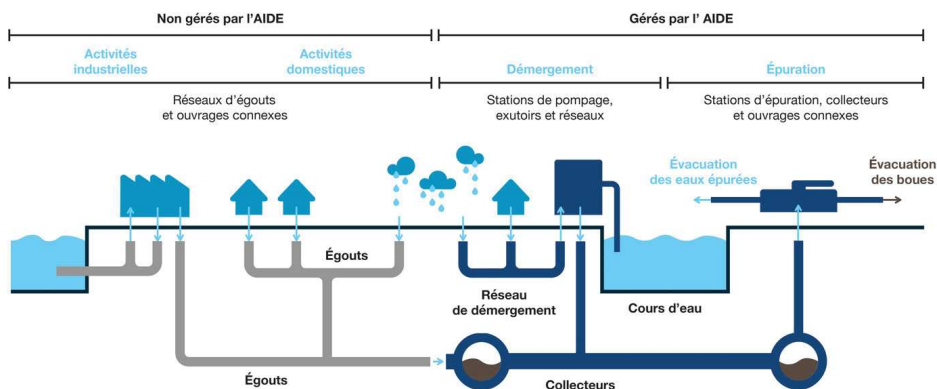 Non gérés par l'AIDE
Gérés par l' AIDE
Activités
industrielles
Activités
domestiques
Démergement
Épuration
Réseaux d'égouts
et ouvrages connexes
Stations de pompage,
exutoirs et réseaux
Stations d'épuration, collecteurs
et ouvrages connexes
Évacuation
des eaux épurées
Évacuation
des boues
Égouts
Réseau
de démergement
Cours d'eau
Égouts
Collecteurs